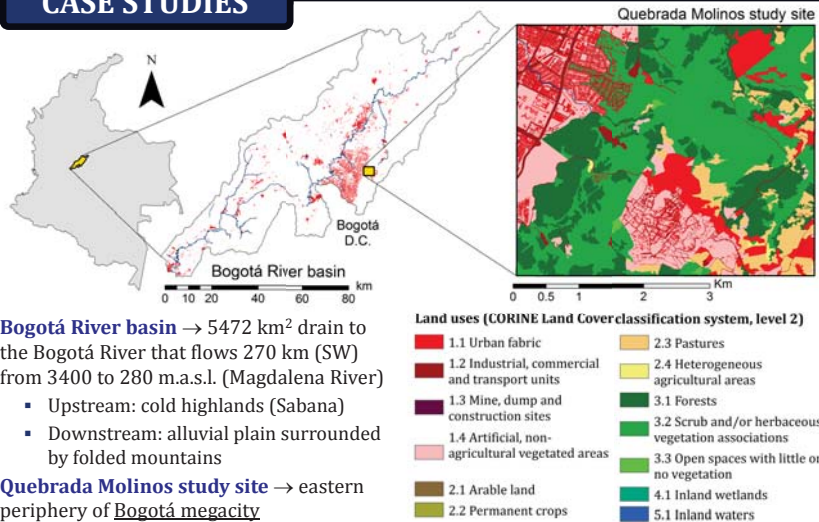 CASE STUDIES
Quebrada Molinos study site
N
Bogotá
D.C.
Bogotá River basin
km
0 10 20 40 60 80
Km
0 0.5 1 2 3
Bogotá River basin → 5472 km² drain to
the Bogotá River that flows 270 km (SW)
from 3400 to 280 m.a.s.l. (Magdalena River)
▪ Upstream: cold highlands (Sabana)
▪ Downstream: alluvial plain surrounded
by folded mountains
Quebrada Molinos study site → eastern
periphery of Bogotá megacity
Land uses (CORINE Land Cover classification system, level 2)
1.1 Urban fabric
1.2 Industrial, commercial
and transport units
1.3 Mine, dump and
construction sites
1.4 Artificial, non-
agricultural vegetated areas
2.1 Arable land
2.2 Permanent crops
2.3 Pastures
2.4 Heterogeneous
agricultural areas
3.1 Forests
3.2 Scrub and/or herbaceous
vegetation associations
3.3 Open spaces with little or
no vegetation
4.1 Inland wetlands
5.1 Inland waters